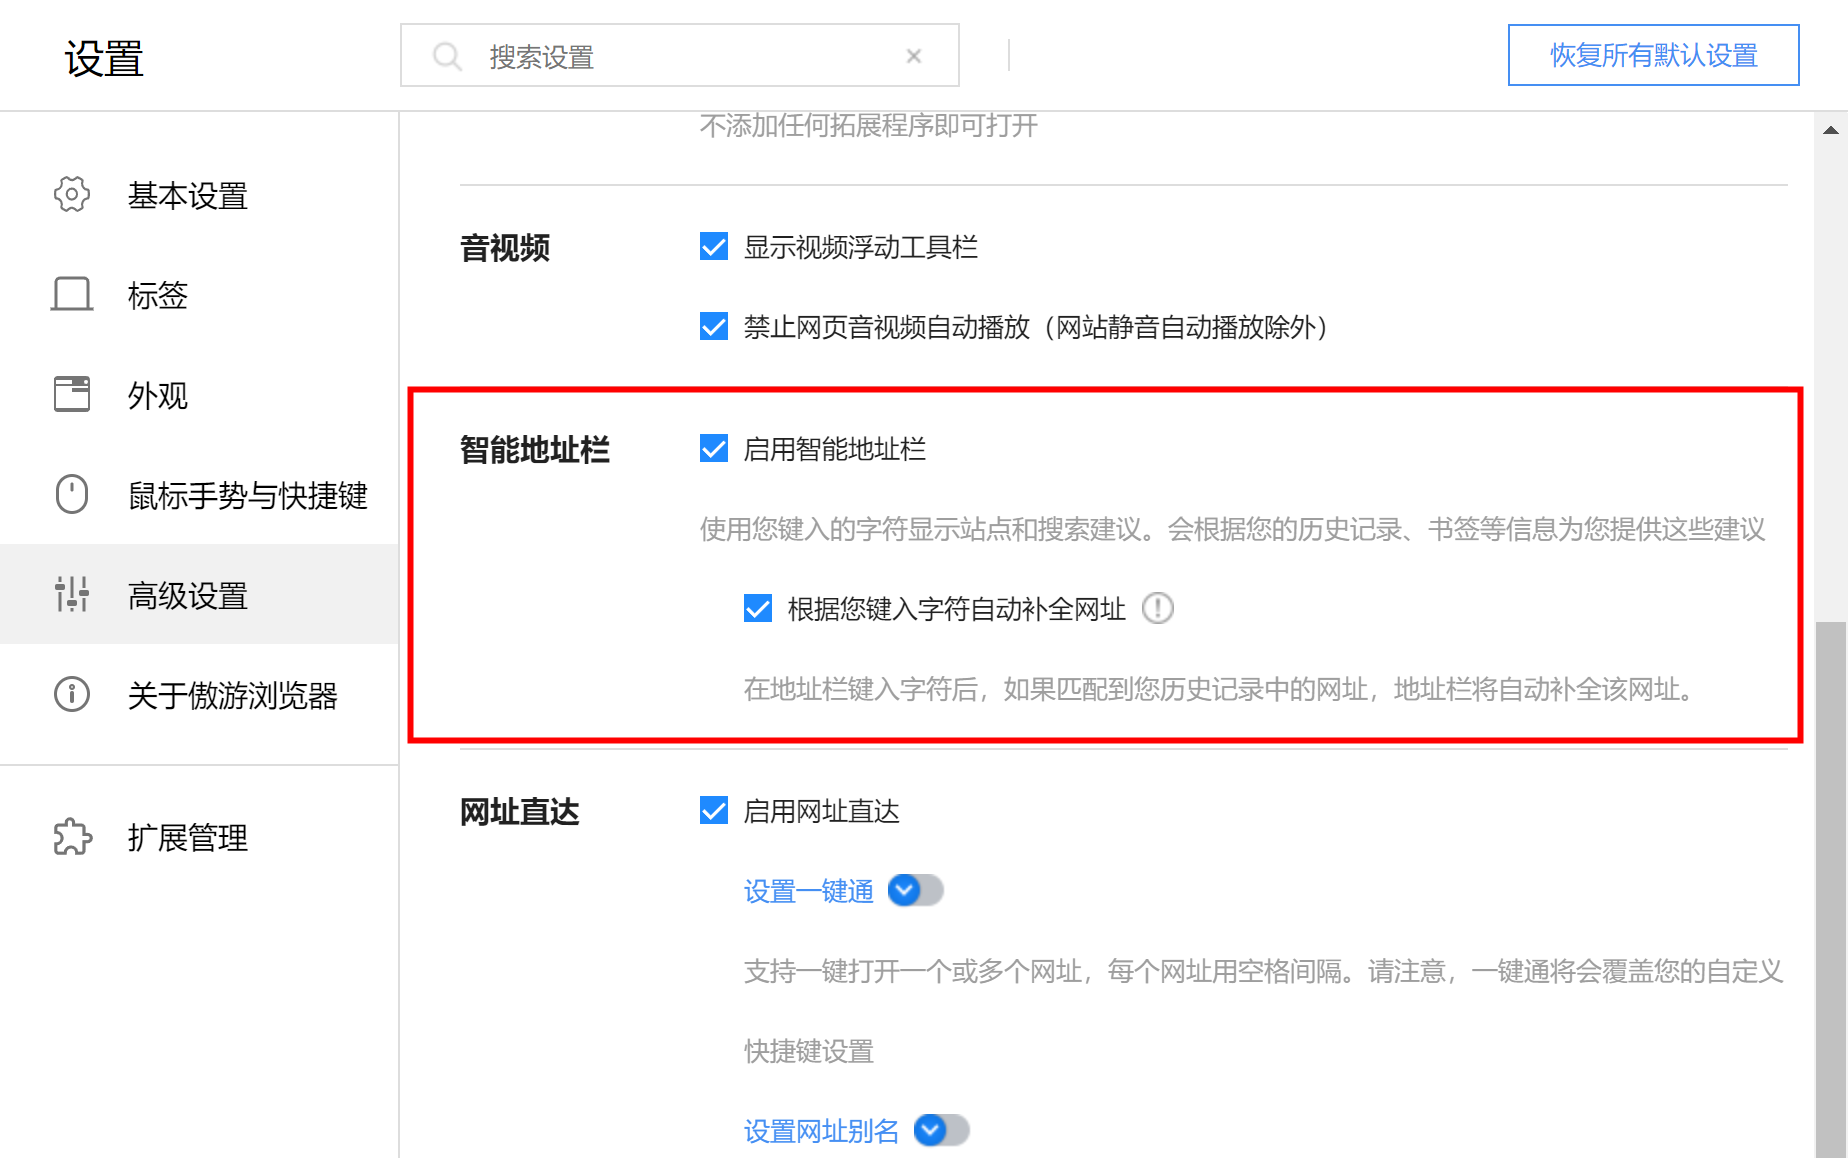 设置
搜索设置
恢复所有默认设置
基本设置
标签
外观
鼠标手势与快捷键
高级设置
关于傲游浏览器
扩展管理
不添加任何拓展程序即可打开
音视频
显示视频浮动工具栏
禁止网页音视频自动播放（网站静音自动播放除外）
智能地址栏
启用智能地址栏
使用您键入的字符显示站点和搜索建议。会根据您的历史记录、书签等信息为您提供这些建议
根据您键入字符自动补全网址
在地址栏键入字符后，如果匹配到您历史记录中的网址，地址栏将自动补全该网址。
网址直达
启用网址直达
设置一键通
支持一键打开一个或多个网址，每个网址用空格间隔。请注意，一键通将会覆盖您的自定义
快捷键设置
设置网址别名